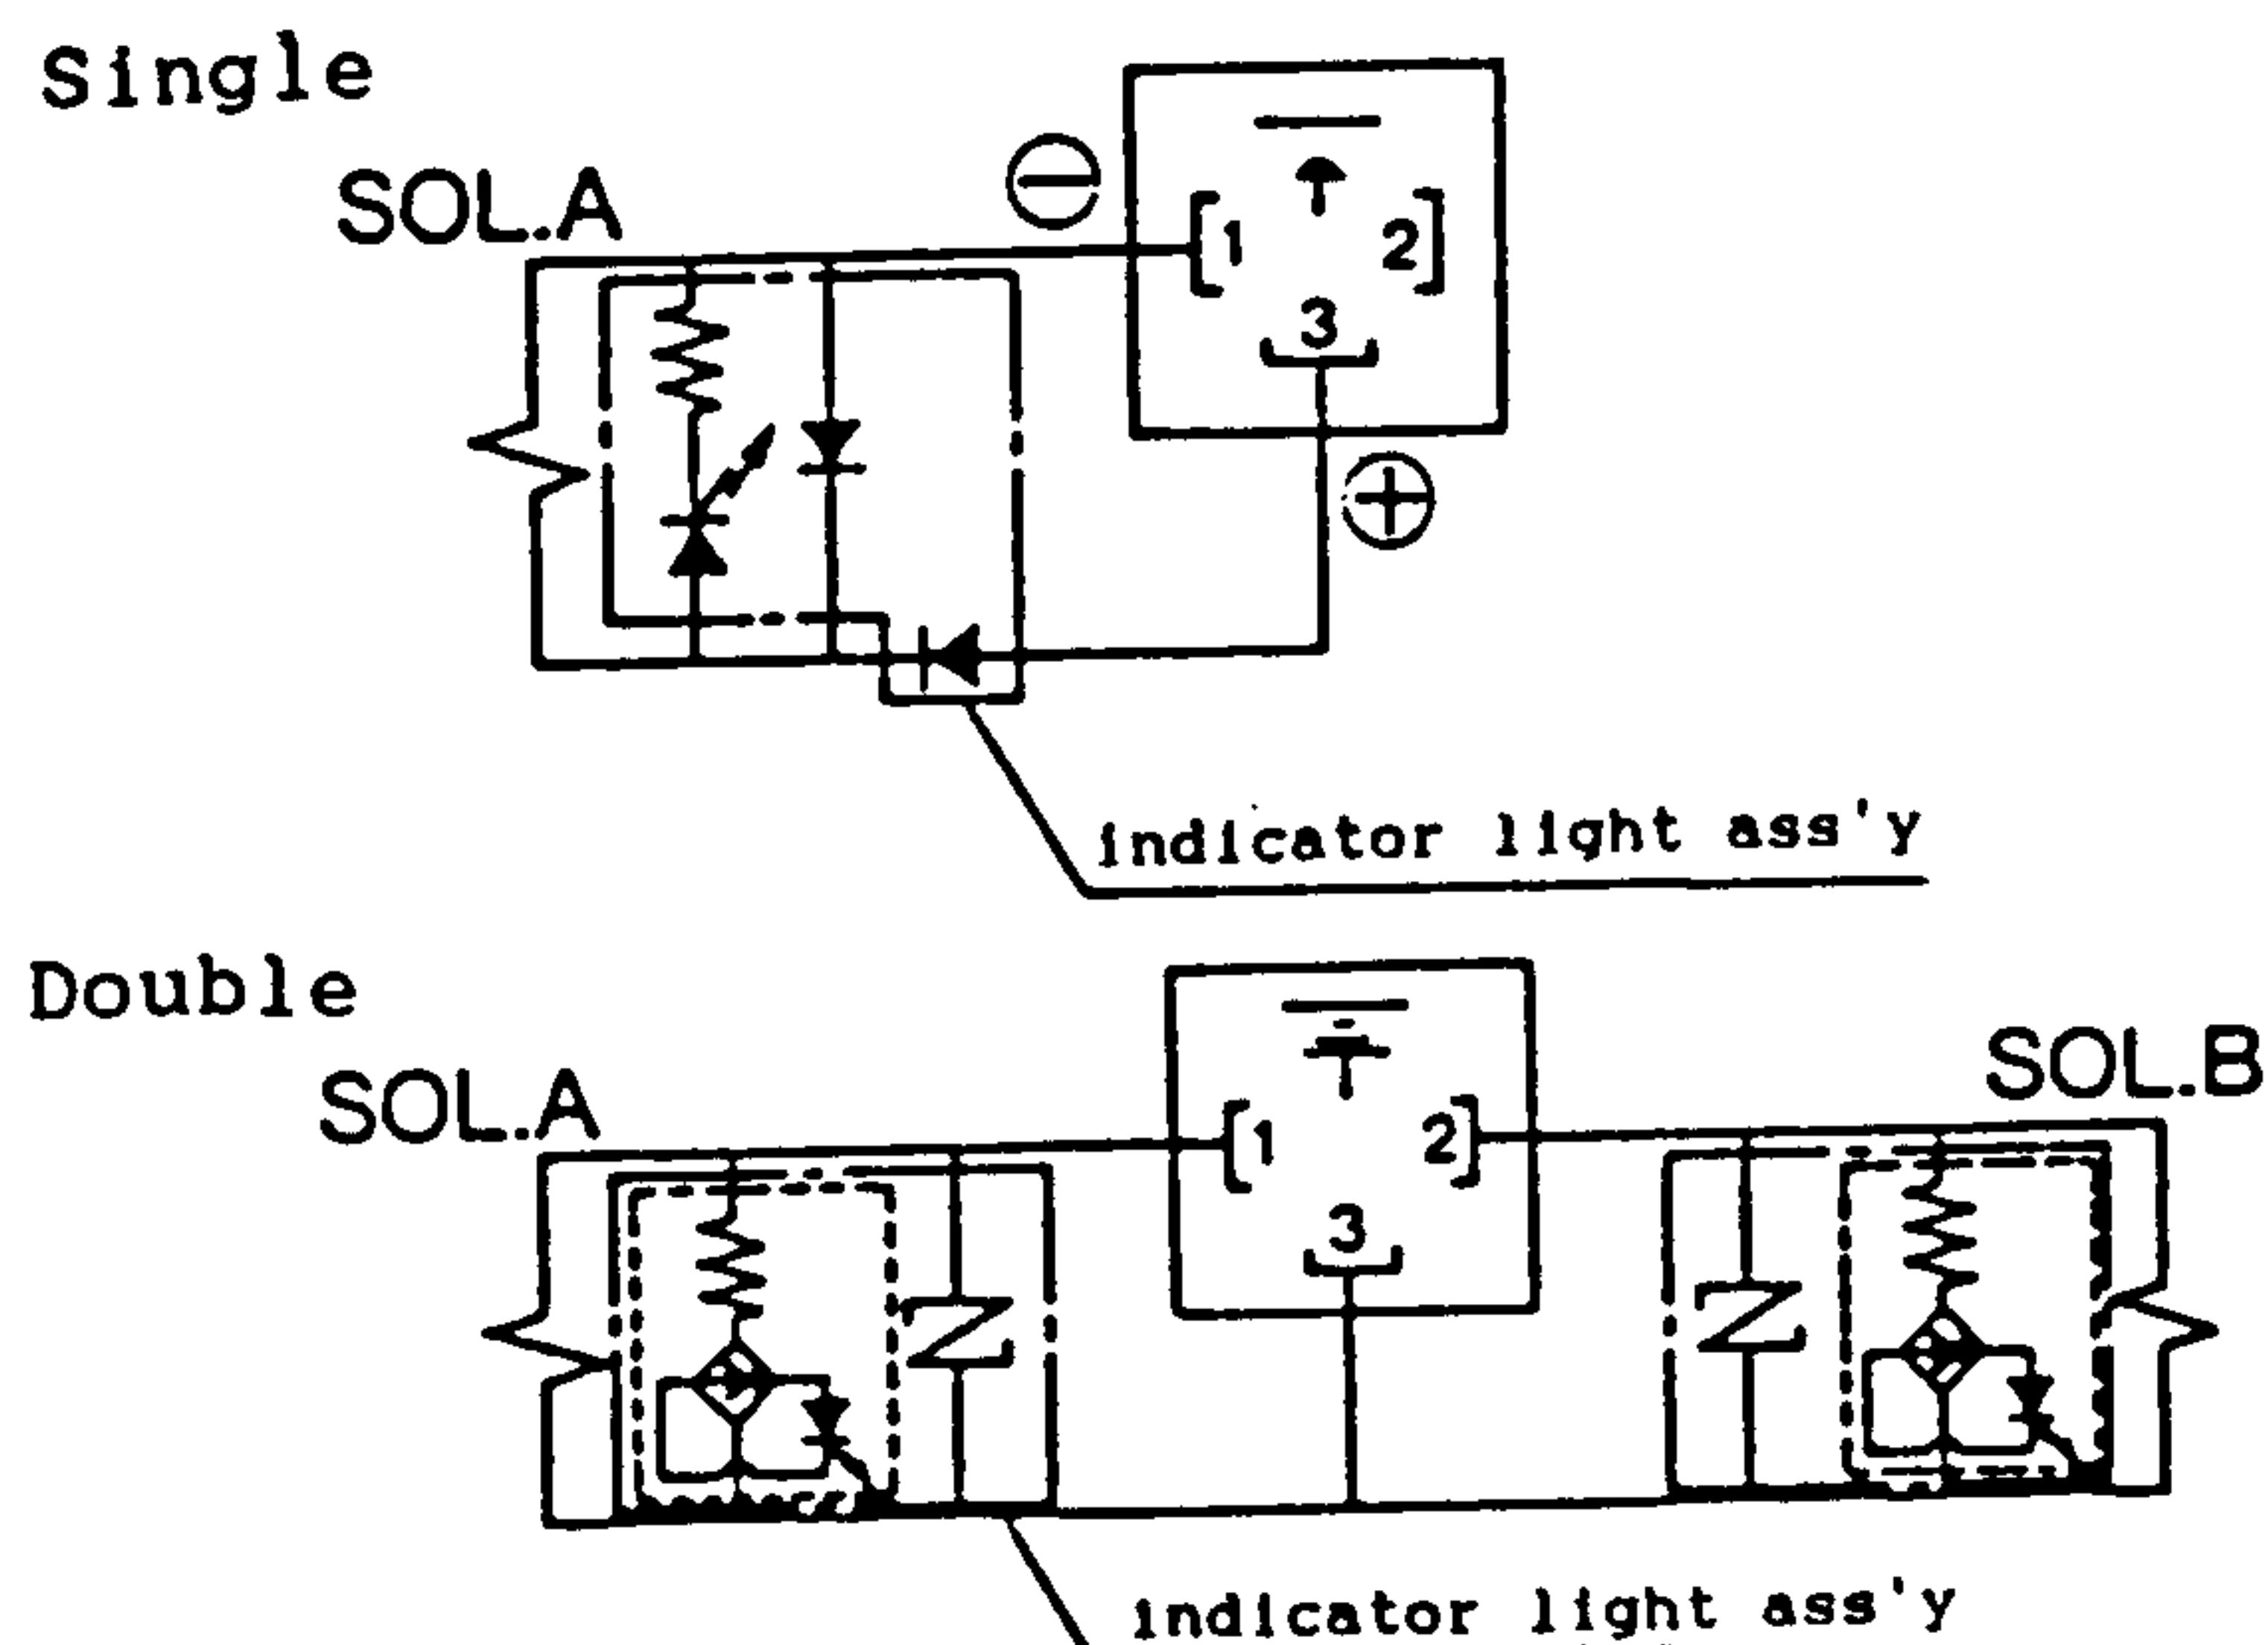 Single
SOL.A
1
2
3
indicator light ass'y
Double
SOL.A
SOL.B
1
2
3
indicator light ass'y